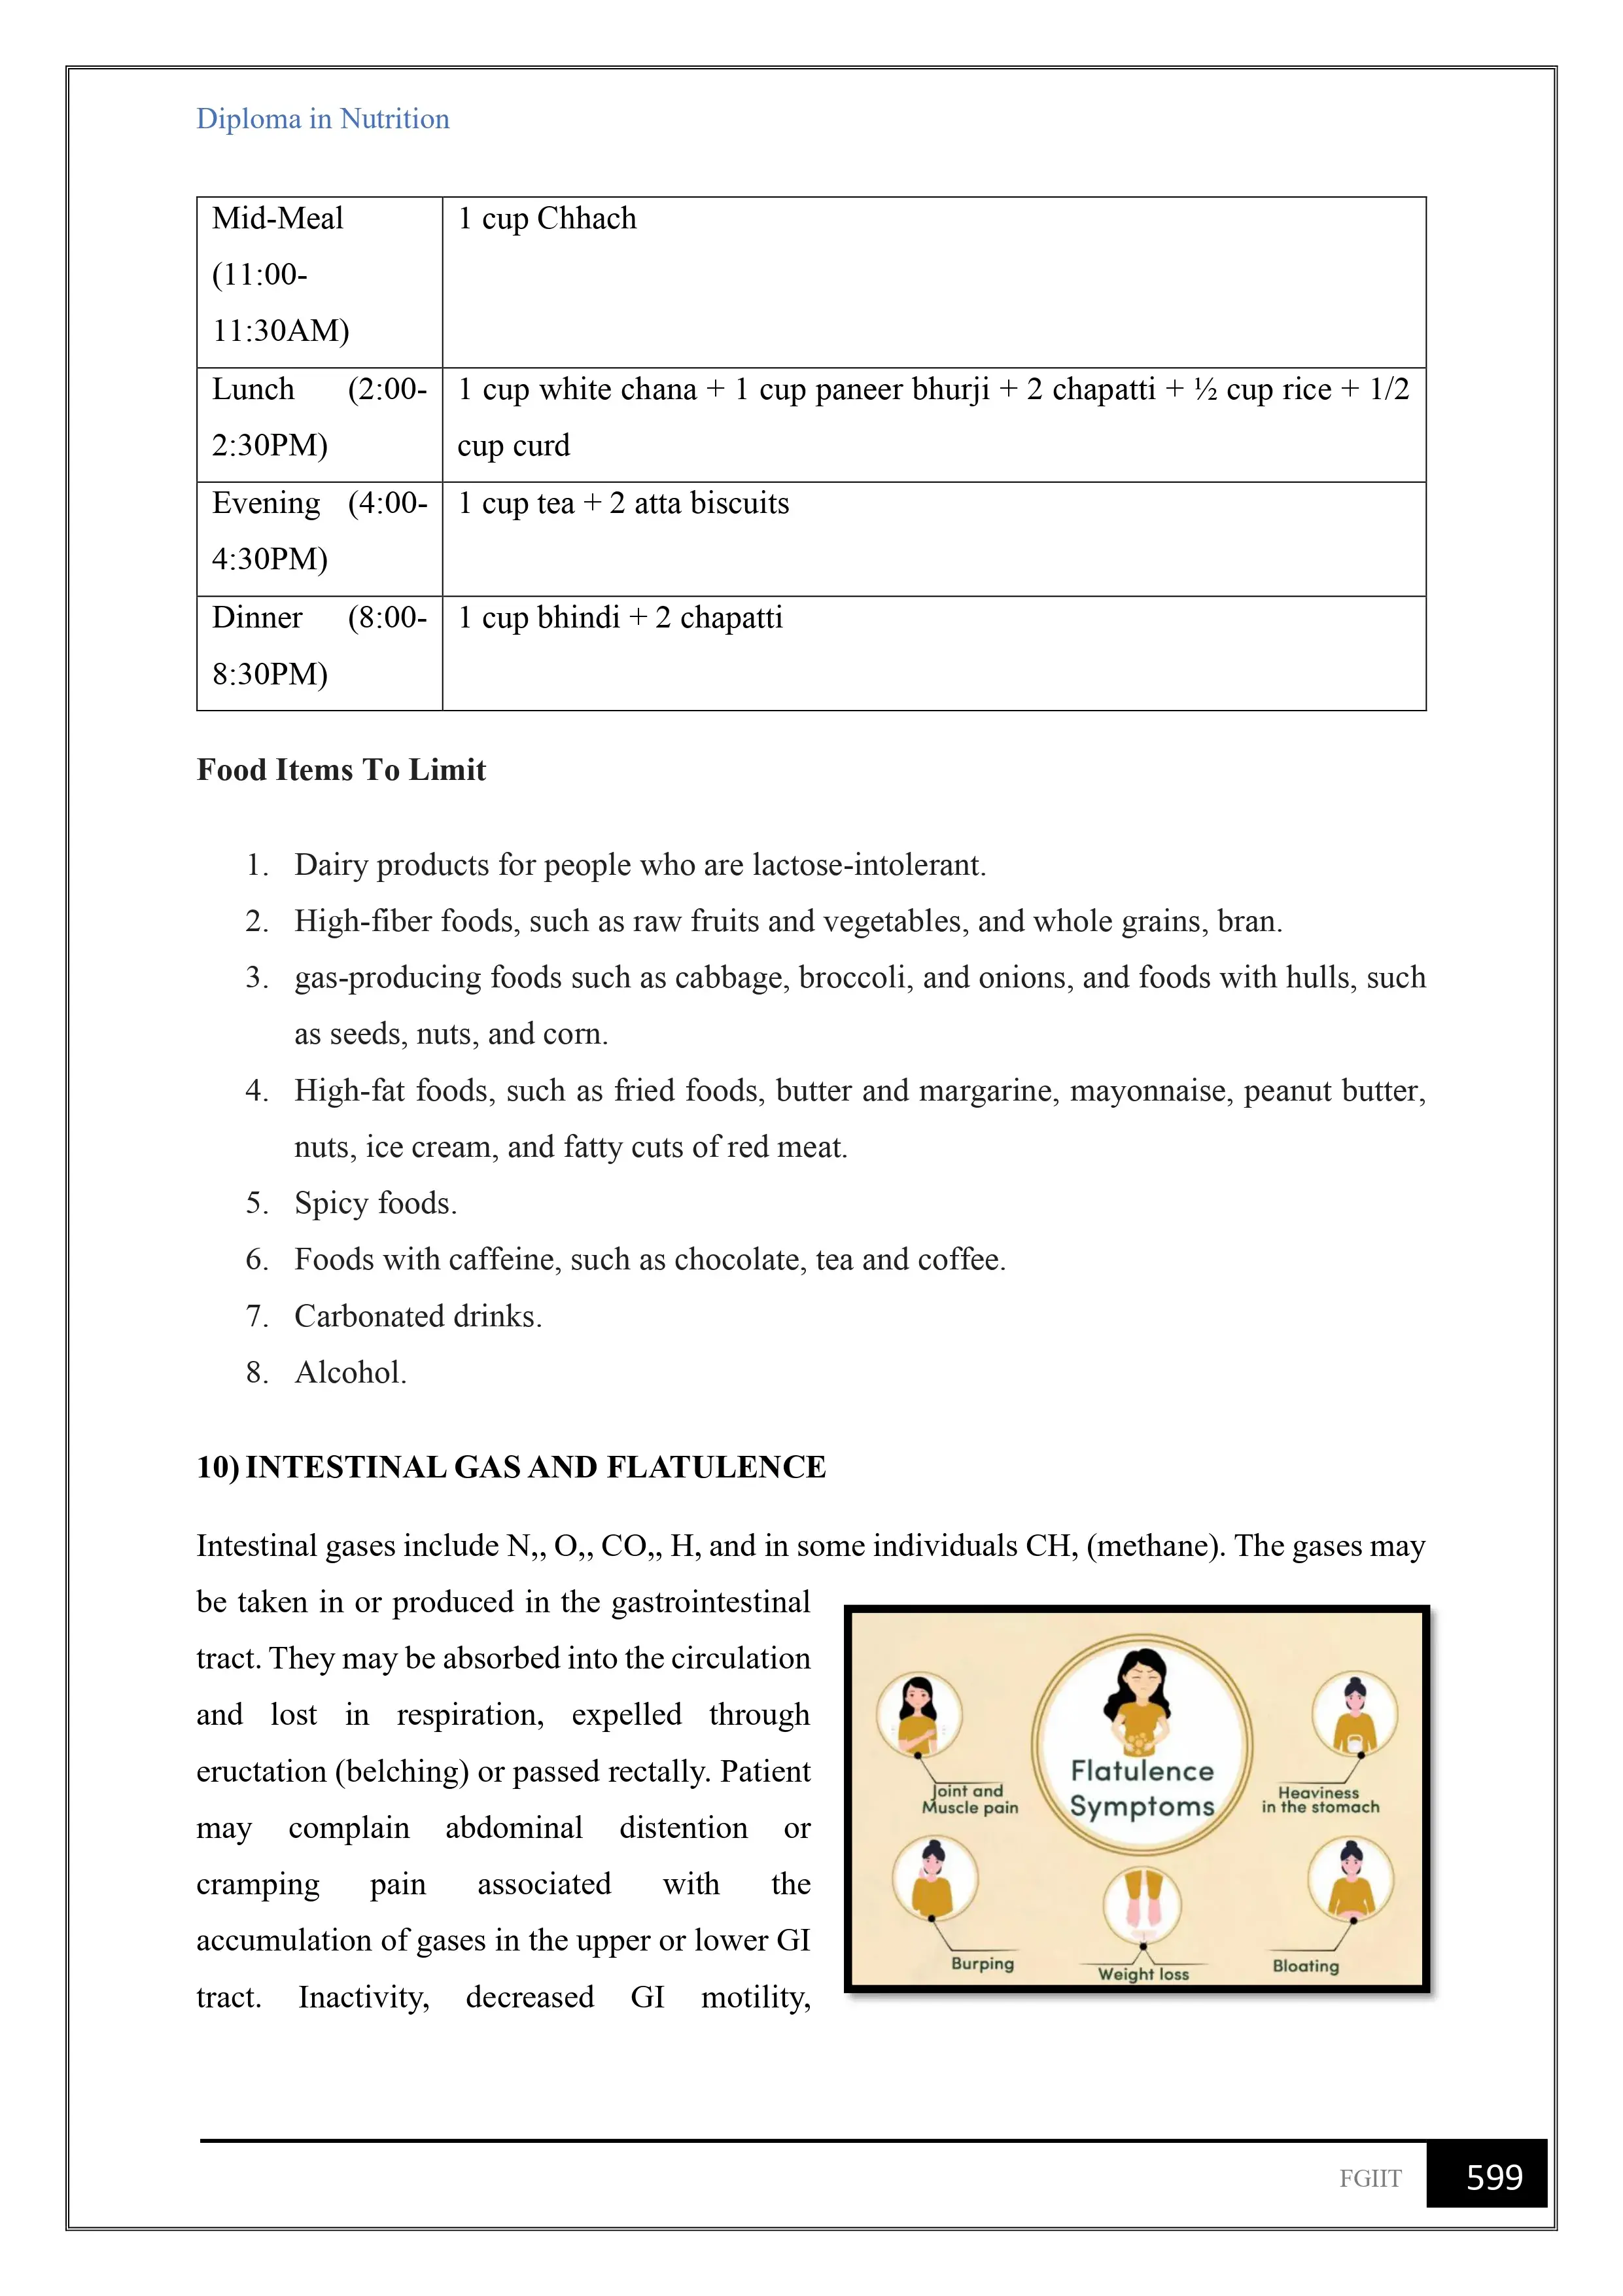 Diploma in Nutrition
Mid-Meal
(11:00-
11:30AM)
1 cup Chhach
Lunch (2:00-
2:30PM)
1 cup white chana + 1 cup paneer bhurji + 2 chapatti + ½ cup rice + 1/2
cup curd
Evening (4:00-
4:30PM)
1 cup tea + 2 atta biscuits
Dinner (8:00-
8:30PM)
1 cup bhindi + 2 chapatti
Food Items To Limit
1. Dairy products for people who are lactose-intolerant.
2. High-fiber foods, such as raw fruits and vegetables, and whole grains, bran.
3. gas-producing foods such as cabbage, broccoli, and onions, and foods with hulls, such
as seeds, nuts, and corn.
4. High-fat foods, such as fried foods, butter and margarine, mayonnaise, peanut butter,
nuts, ice cream, and fatty cuts of red meat.
5. Spicy foods.
6. Foods with caffeine, such as chocolate, tea and coffee.
7. Carbonated drinks.
8. Alcohol.
10) INTESTINAL GAS AND FLATULENCE
Intestinal gases include N,, O,, CO,, H, and in some individuals CH, (methane). The gases may
be taken in or produced in the gastrointestinal
tract. They may be absorbed into the circulation
and lost in respiration, expelled through
eructation (belching) or passed rectally. Patient
may complain abdominal distention or
cramping pain associated with the
accumulation of gases in the upper or lower GI
tract. Inactivity, decreased GI motility,
Flatulence
Symptoms
Joint and
Muscle pain
Heaviness
in the stomach
Burping
Weight loss
Bloating
FGIIT
599